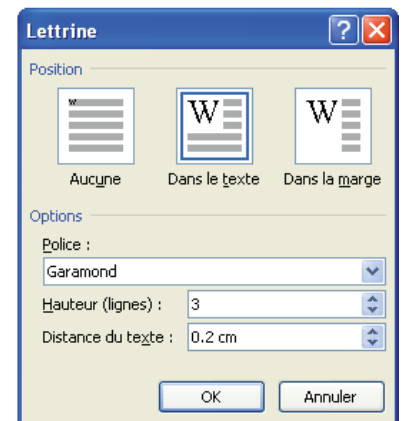 Lettrine
Position
W W W
Aucune Dans le texte Dans la marge
Options
Police :
Garamond
Hauteur (lignes) : 3
Distance du texte : 0.2 cm
OK Annuler